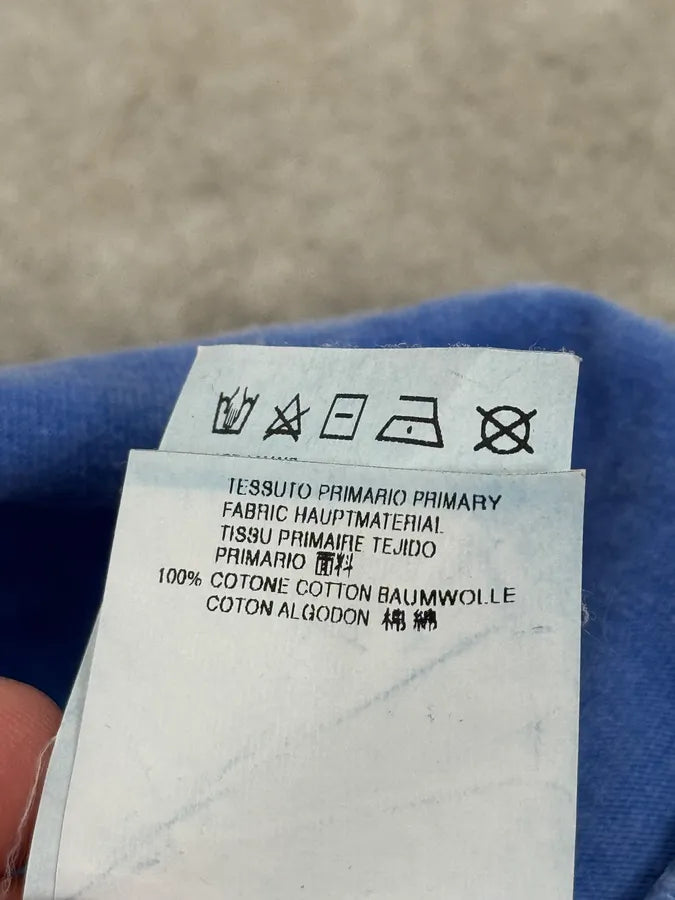 TESSUTO PRIMARIO PRIMARY
FABRIC HAUPTMATERIAL
TISSU PRIMAIRE TEJIDO
PRIMARIO 面料
100% COTONE COTTON BAUMWOLLE
COTON ALGODON 棉 綿